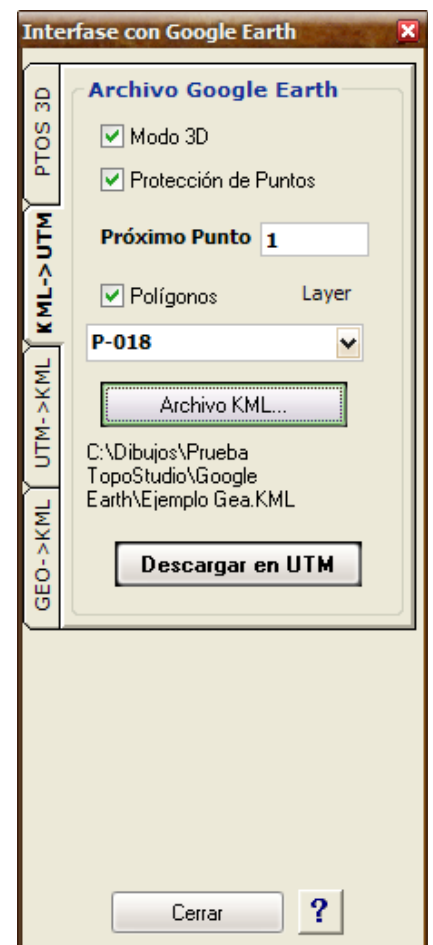 Interfase con Google Earth
PTOS 3D
KML->UTM
UTM->KML
GEO->KML
Archivo Google Earth
Modo 3D
Protección de Puntos
Próximo Punto 1
Polígonos Layer
P-018
Archivo KML...
C:\Dibujos\Prueba
TopoStudio\Google
Earth\Ejemplo Gea.KML
Descargar en UTM
Cerrar ?